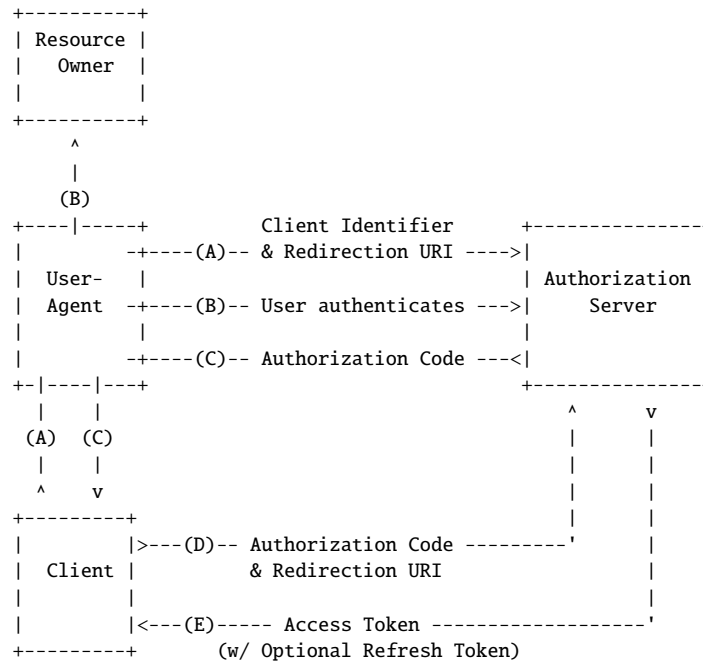 Resource
Owner
(B)
Client Identifier
(A)
& Redirection URI
User-
Authorization
Agent
(B)
User authenticates
Server
(C)
Authorization Code
(A) (C)
(D)
Authorization Code
Client
& Redirection URI
(E)
Access Token
(w/ Optional Refresh Token)